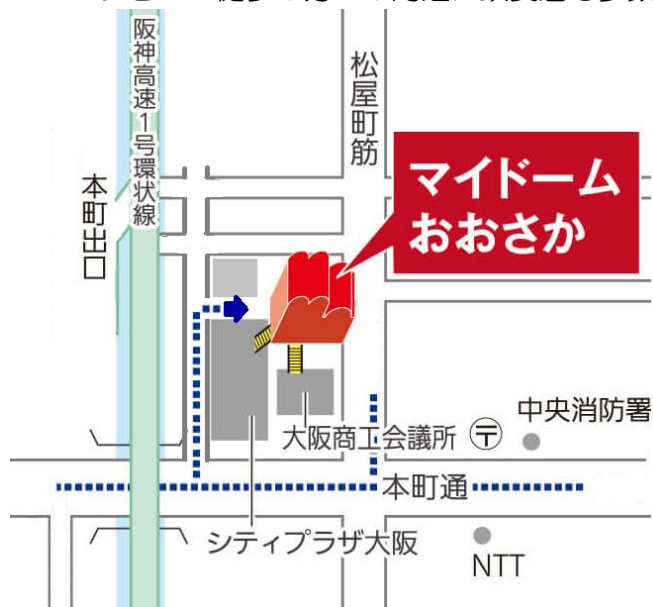 阪神高速1号環状線
松屋町筋
本町出口
マイドーム
おおさか
中央消防署
大阪商工会議所
〒
本町通
シティプラザ大阪
NTT